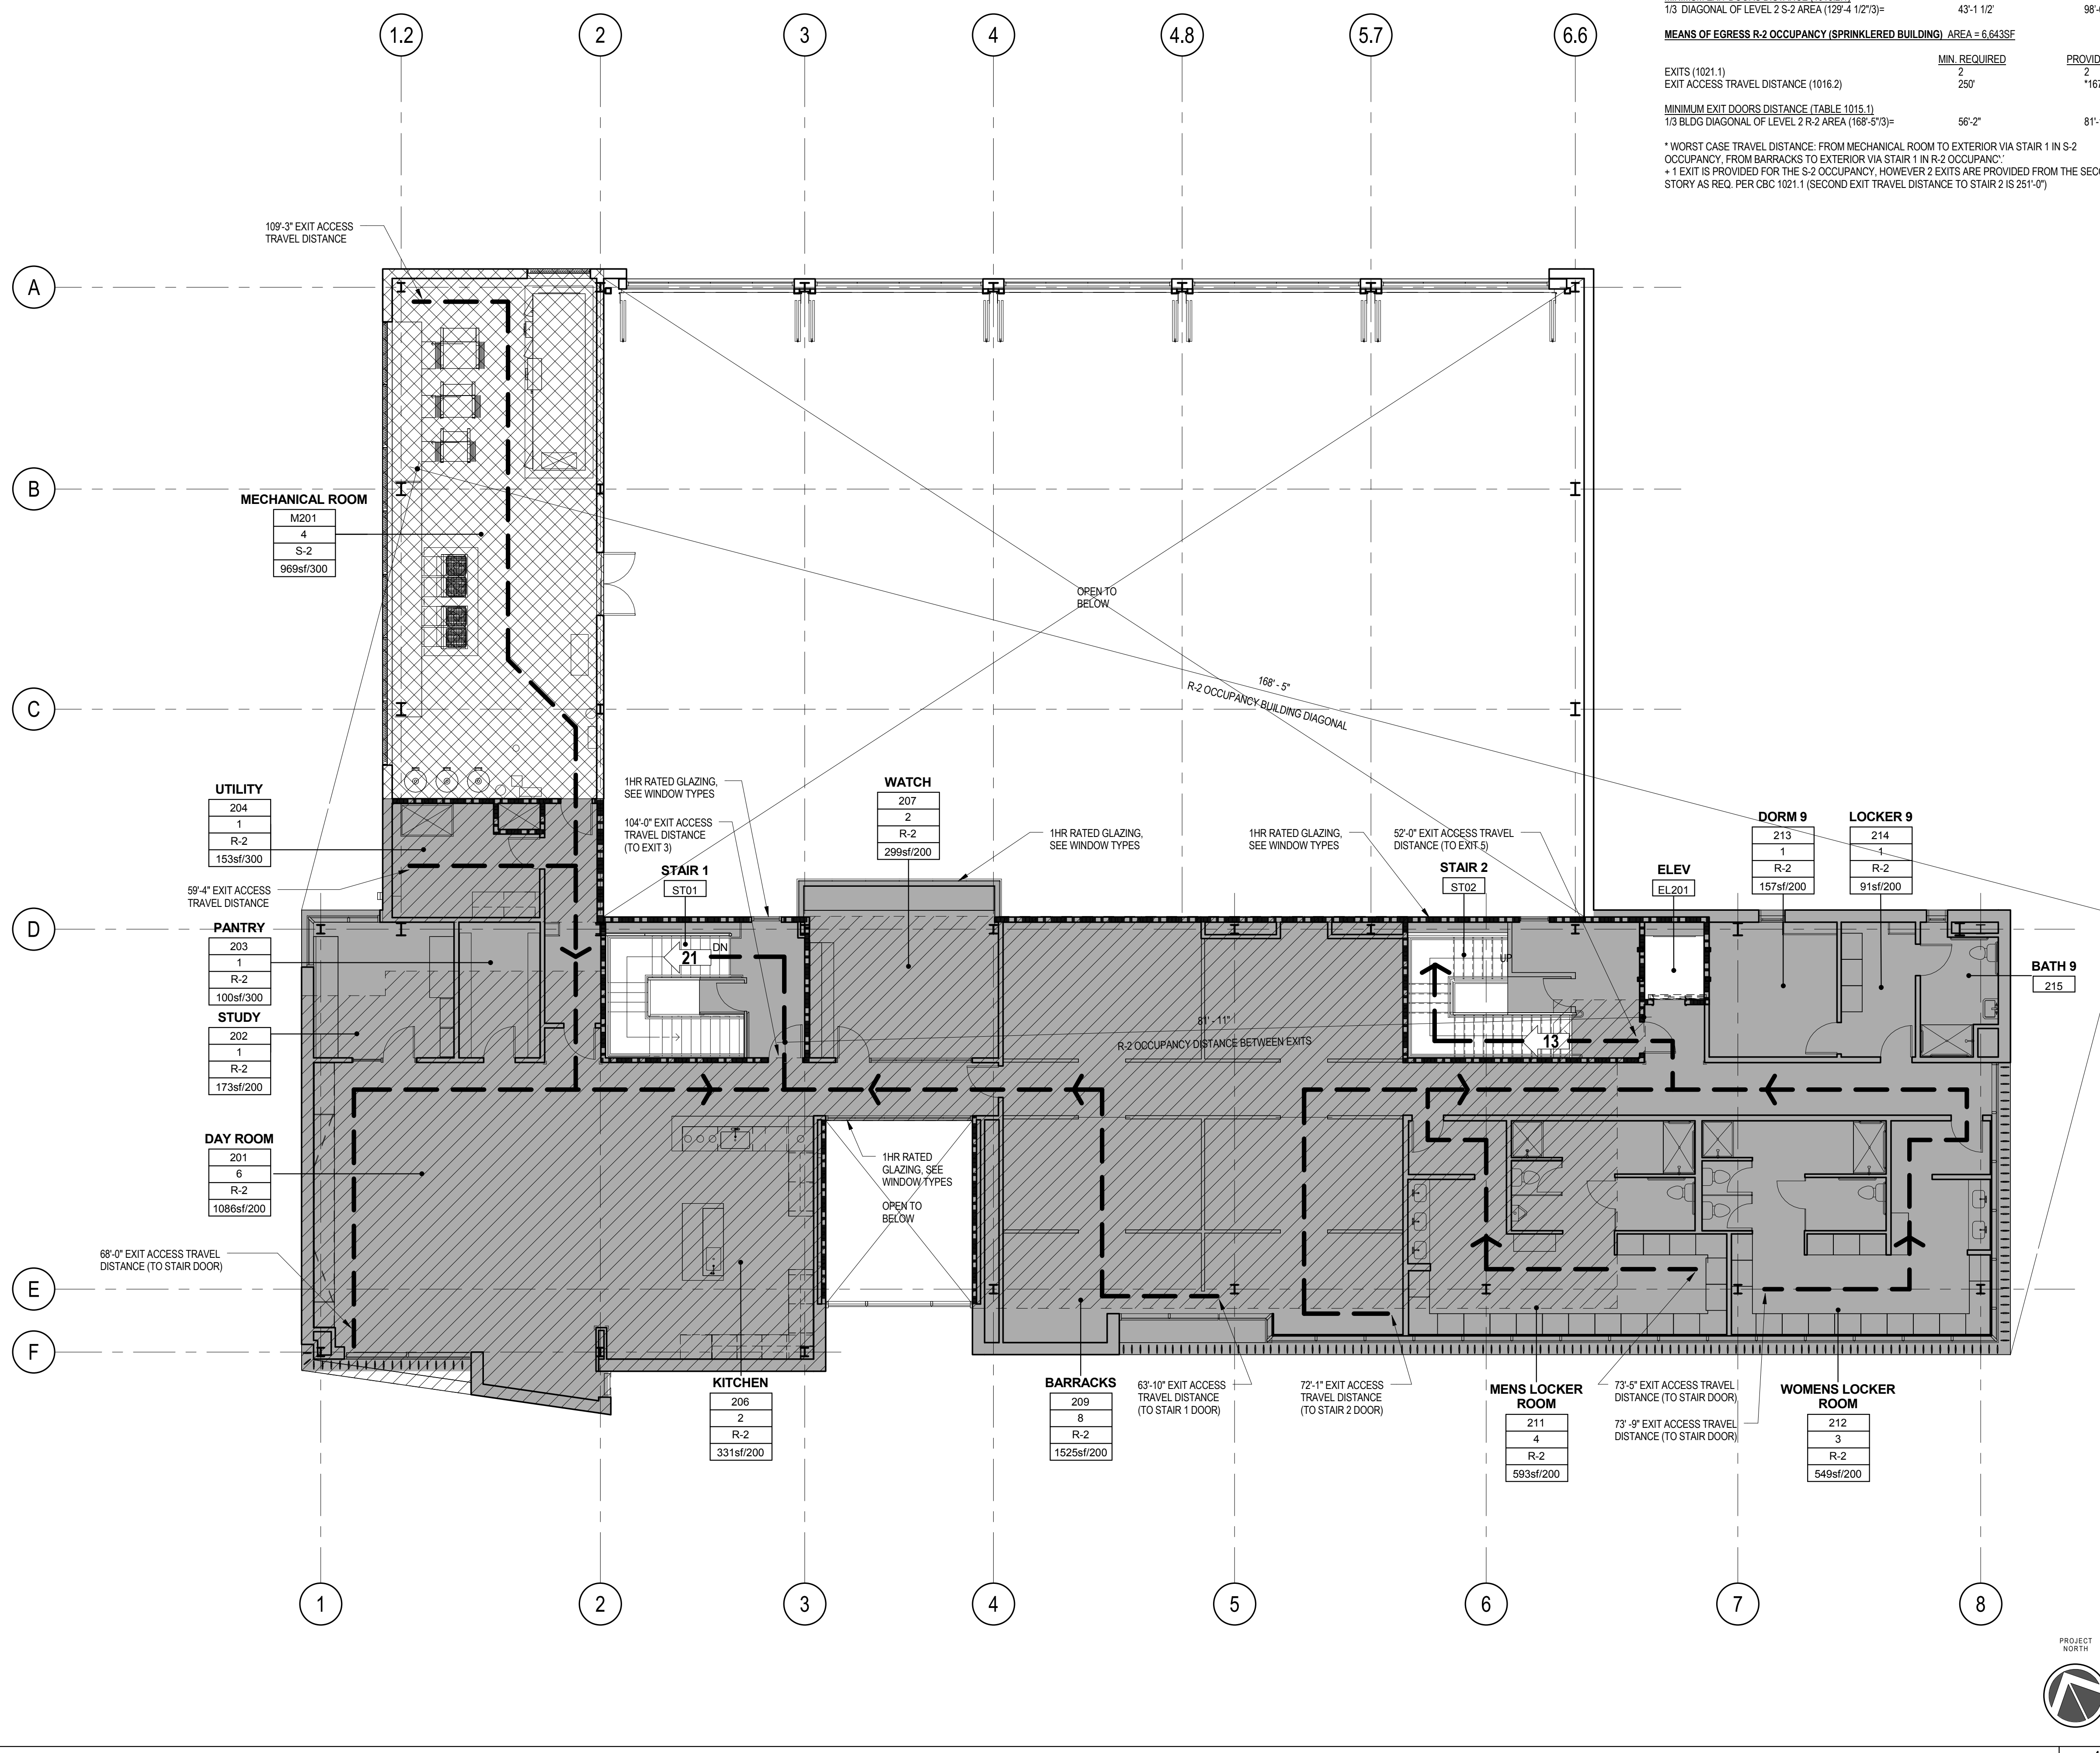 1/3 DIAGONAL OF LEVEL 2 S-2 AREA (129'-4 1/2"/3)= 43'-1 1/2'
MEANS OF EGRESS R-2 OCCUPANCY (SPRINKLERED BUILDING) AREA = 6,643SF
MIN. REQUIRED
EXITS (1021.1) 2 2
EXIT ACCESS TRAVEL DISTANCE (1016.2) 250'
MINIMUM EXIT DOORS DISTANCE (TABLE 1015.1)
1/3 BLDG DIAGONAL OF LEVEL 2 R-2 AREA (168'-5"/3)= 56'-2"
* WORST CASE TRAVEL DISTANCE: FROM MECHANICAL ROOM TO EXTERIOR VIA STAIR 1 IN S-2
OCCUPANCY, FROM BARRACKS TO EXTERIOR VIA STAIR 1 IN R-2
+ 1 EXIT IS PROVIDED FOR THE S-2 OCCUPANCY, HOWEVER 2 EXITS ARE PROVIDED FROM THE
STORY AS REQ. PER CBC 1021.1 (SECOND EXIT TRAVEL DISTANCE TO STAIR 2 IS 251'-0")
1.2
2
3
4
4.8
5.7
6.6
109'-3" EXIT ACCESS
TRAVEL DISTANCE
A
B
MECHANICAL ROOM
M201
4
S-2
969sf/300
OPEN TO
BELOW
168' - 5"
R-2 OCCUPANCY BUILDING DIAGONAL
C
UTILITY
204
1
R-2
153sf/300
59'-4" EXIT ACCESS
TRAVEL DISTANCE
1HR RATED GLAZING,
SEE WINDOW TYPES
104'-0" EXIT ACCESS
TRAVEL DISTANCE
(TO EXIT 3)
STAIR 1
ST01
WATCH
207
2
R-2
299sf/200
1HR RATED GLAZING,
SEE WINDOW TYPES
1HR RATED GLAZING,
SEE WINDOW TYPES
52'-0" EXIT ACCESS TRAVEL
DISTANCE (TO EXIT 5)
STAIR 2
ST02
ELEV
EL201
DORM 9
213
1
R-2
157sf/200
LOCKER 9
214
1
R-2
91sf/200
D
PANTRY
203
1
R-2
100sf/300
DN
21
UP
13
BATH 9
215
STUDY
202
1
R-2
173sf/200
81' - 11"
R-2 OCCUPANCY DISTANCE BETWEEN EXITS
DAY ROOM
201
6
R-2
1086sf/200
1HR RATED
GLAZING, SEE
WINDOW TYPES
OPEN TO
BELOW
68'-0" EXIT ACCESS TRAVEL
DISTANCE (TO STAIR DOOR)
E
F
KITCHEN
206
2
R-2
331sf/200
BARRACKS
209
8
R-2
1525sf/200
63'-10" EXIT ACCESS
TRAVEL DISTANCE
(TO STAIR 1 DOOR)
72'-1" EXIT ACCESS
TRAVEL DISTANCE
(TO STAIR 2 DOOR)
MENS LOCKER
ROOM
211
4
R-2
593sf/200
73'-5" EXIT ACCESS TRAVEL
DISTANCE (TO STAIR DOOR)
73' -9" EXIT ACCESS TRAVEL
DISTANCE (TO STAIR DOOR)
WOMENS LOCKER
ROOM
212
3
R-2
549sf/200
1
2
3
4
5
6
7
8
PROJECT
NORTH